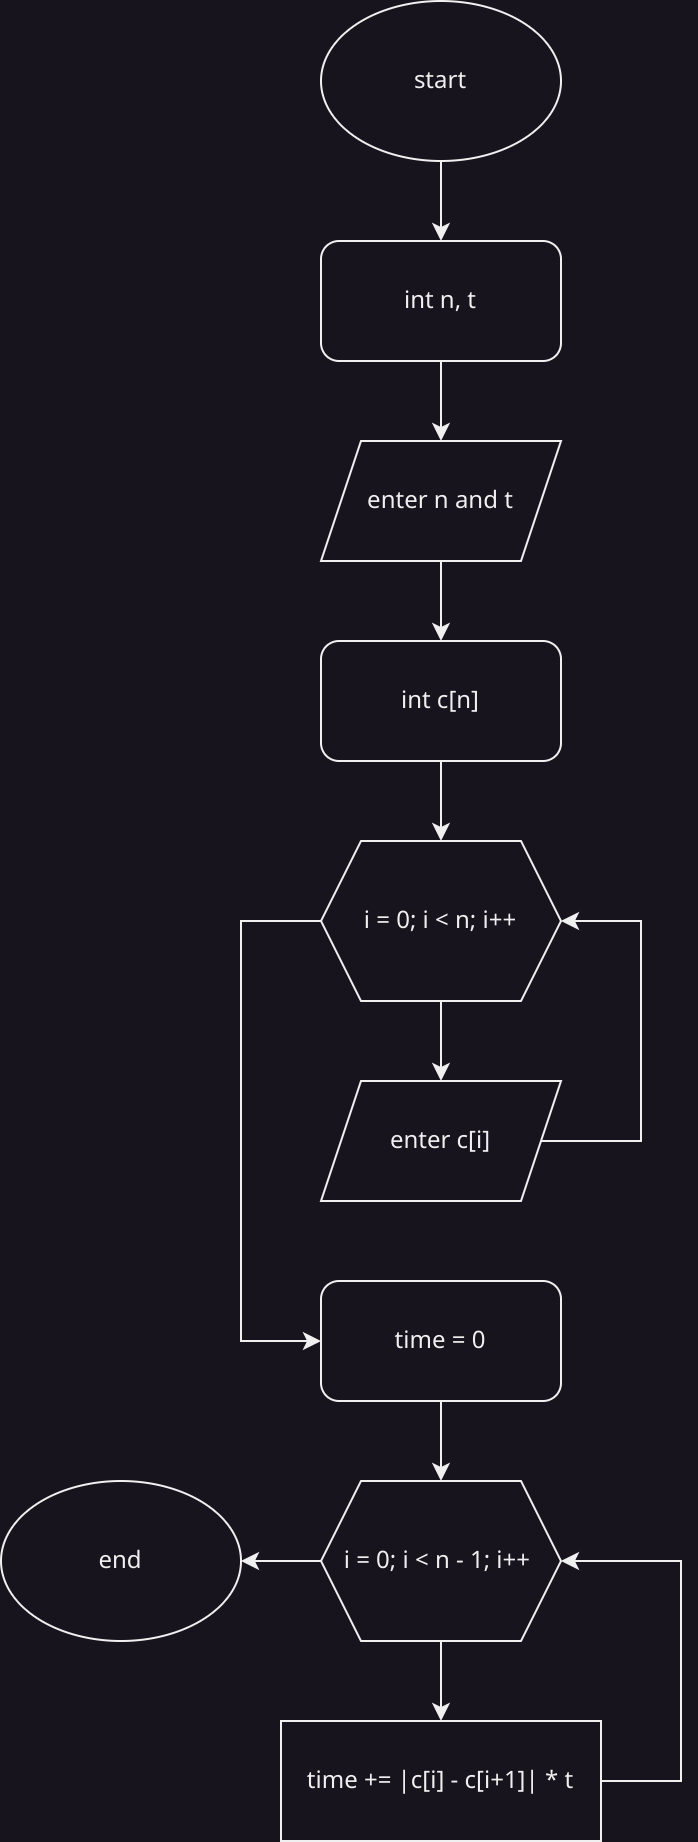 start
int n, t
enter n and t
int c[n]
i = 0; i < n; i++
enter c[i]
time = 0
end
i = 0; i < n - 1; i++
time += |c[i] - c[i+1]| * t